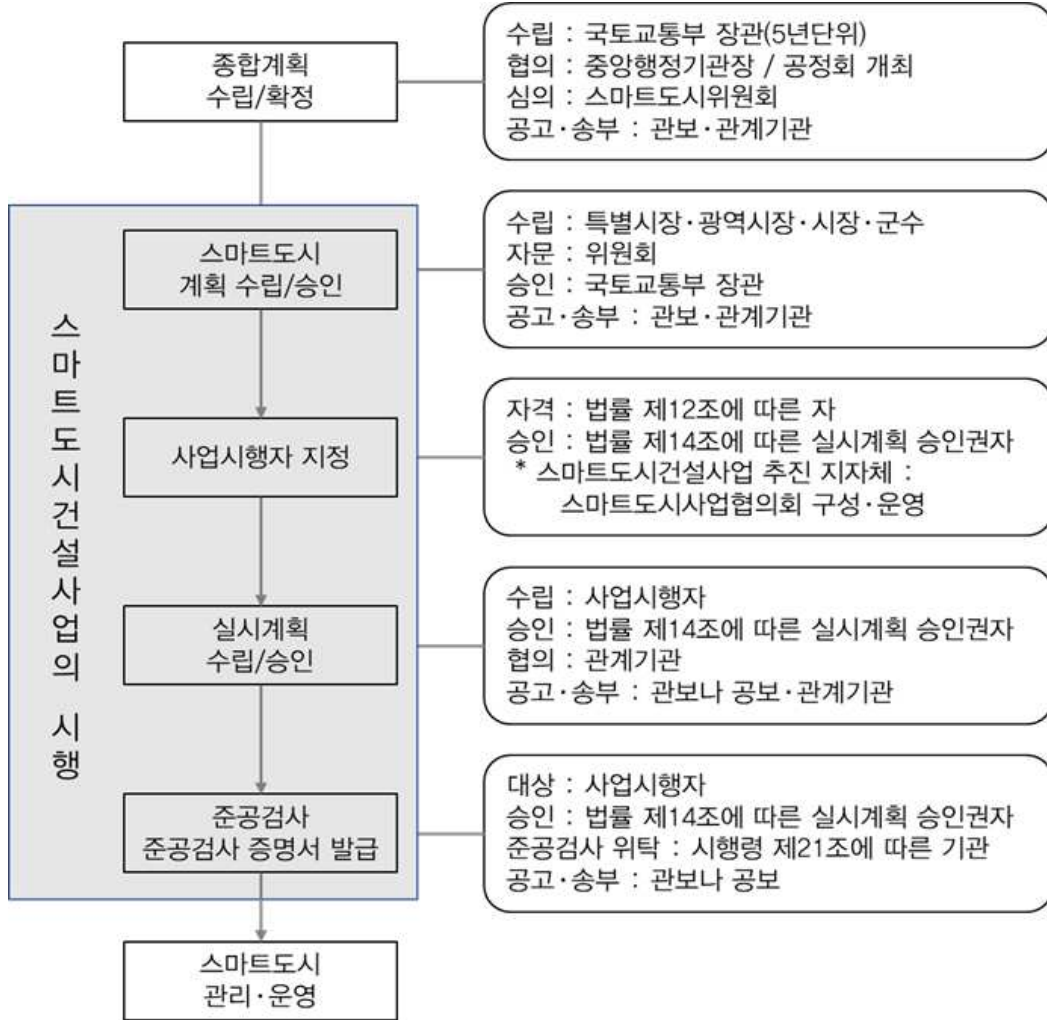 종합계획
수립/확정
수립 : 국토교통부 장관(5년단위)
협의 : 중앙행정기관장 / 공정회 개최
심의 : 스마트도시위원회
공고·송부 : 관보·관계기관
스마트도시건설사업의 시행
스마트도시
계획 수립/승인
수립 : 특별시장·광역시장·시장·군수
자문 : 위원회
승인 : 국토교통부 장관
공고·송부 : 관보·관계기관
사업시행자 지정
자격 : 법률 제12조에 따른 자
승인 : 법률 제14조에 따른 실시계획 승인권자
* 스마트도시건설사업 추진 지자체 :
스마트도시사업협의회 구성·운영
실시계획
수립/승인
수립 : 사업시행자
승인 : 법률 제14조에 따른 실시계획 승인권자
협의 : 관계기관
공고·송부 : 관보나 공보·관계기관
준공검사
준공검사 증명서 발급
대상 : 사업시행자
승인 : 법률 제14조에 따른 실시계획 승인권자
준공검사 위탁 : 시행령 제21조에 따른 기관
공고·송부 : 관보나 공보
스마트도시
관리·운영